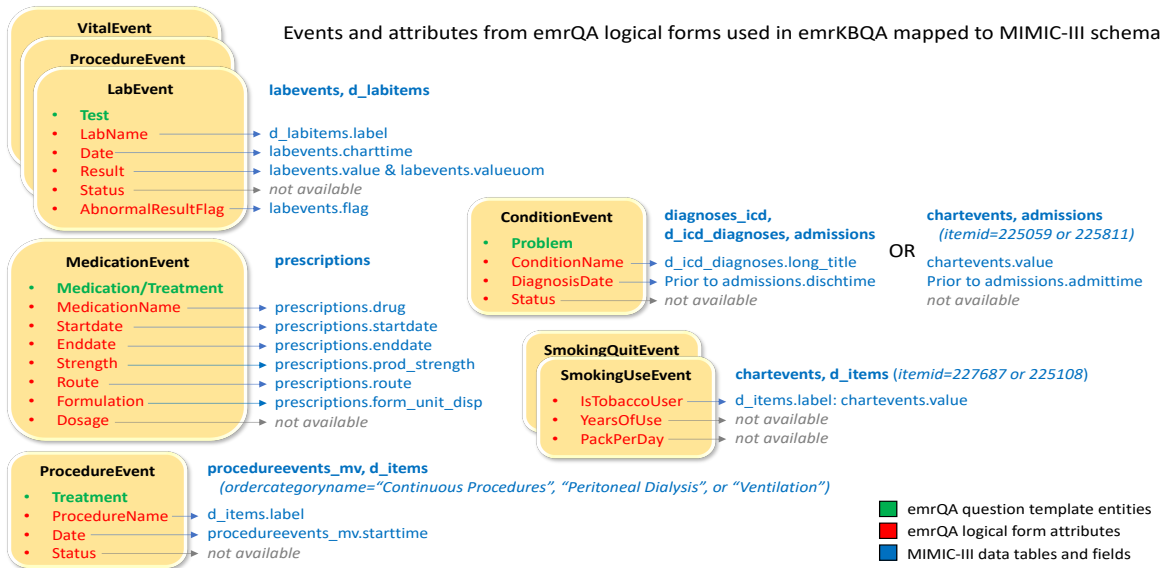 Events and attributes from emrQA logical forms used in emrKBQA mapped to MIMIC-III schema
VitalEvent
ProcedureEvent
LabEvent
labevents, d_labitems
• Test
• LabName d_labitems.label
• Date labevents.charttime
• Result labevents.value & labevents.valueuom
• Status not available
• AbnormalResultFlag labevents.flag
MedicationEvent
prescriptions
• Medication/Treatment
• MedicationName prescriptions.drug
• Startdate prescriptions.startdate
• Enddate prescriptions.enddate
• Strength prescriptions.prod_strength
• Route prescriptions.route
• Formulation prescriptions.form_unit_disp
• Dosage not available
ProcedureEvent
procedureevents_mv, d_items
(ordercategoryname="Continuous Procedures", "Peritoneal Dialysis", or "Ventilation")
• Treatment
• ProcedureName d_items.label
• Date procedureevents_mv.starttime
• Status not available
ConditionEvent
diagnoses_icd,
d_icd_diagnoses, admissions
OR
chartevents, admissions
(itemid=225059 or 225811)
• Problem
• ConditionName d_icd_diagnoses.long_title chartevents.value
• DiagnosisDate Prior to admissions.dischtime Prior to admissions.admittime
• Status not available not available
SmokingQuitEvent
SmokingUseEvent
chartevents, d_items (itemid=227687 or 225108)
• IsTobaccoUser d_items.label: chartevents.value
• YearsOfUse not available
• PackPerDay not available
emrQA question template entities
emrQA logical form attributes
MIMIC-III data tables and fields